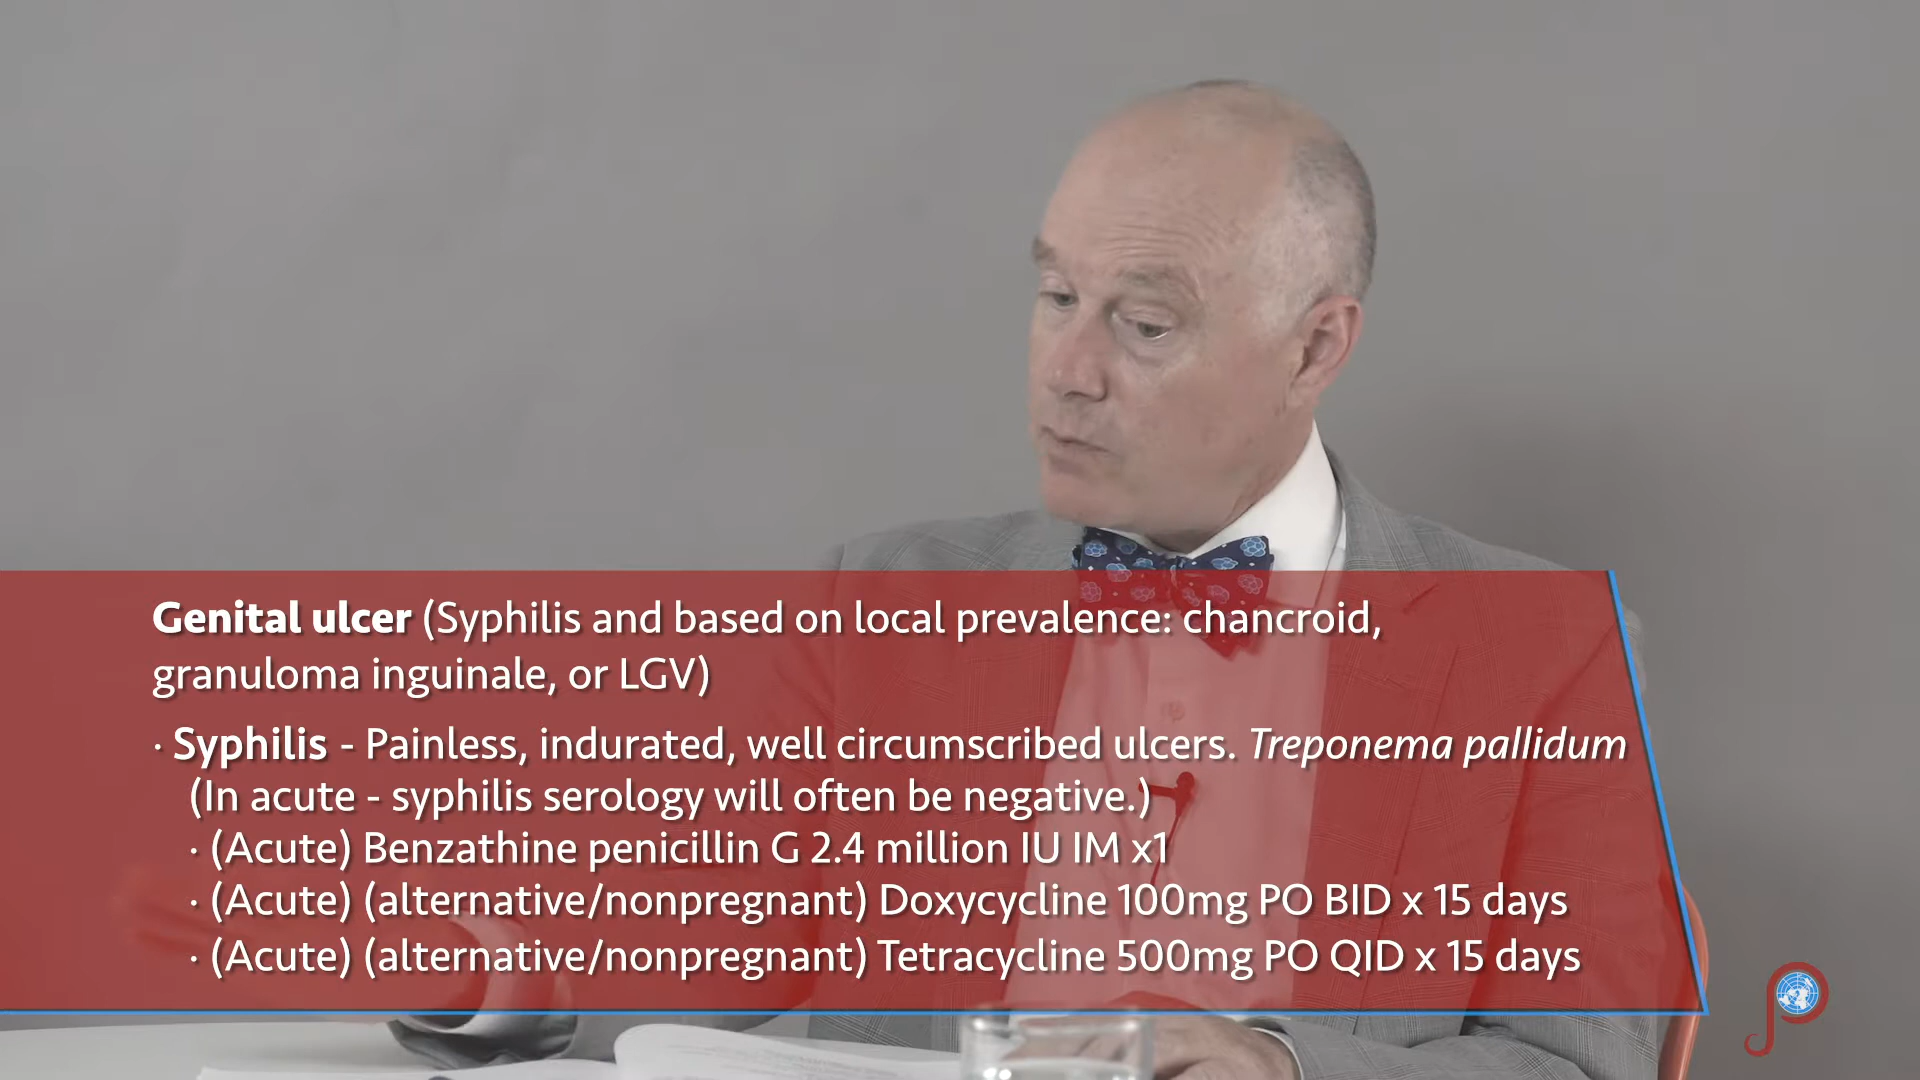 Genital ulcer (Syphilis and based on local prevalence: chancroid,
granuloma inguinale, or LGV)
· Syphilis - Painless, indurated, well circumscribed ulcers. Treponema pallidum
(In acute - syphilis serology will often be negative.)
· (Acute) Benzathine penicillin G 2.4 million IU IM x1
· (Acute) (alternative/nonpregnant) Doxycycline 100mg PO BID x 15 days
· (Acute) (alternative/nonpregnant) Tetracycline 500mg PO QID x 15 days